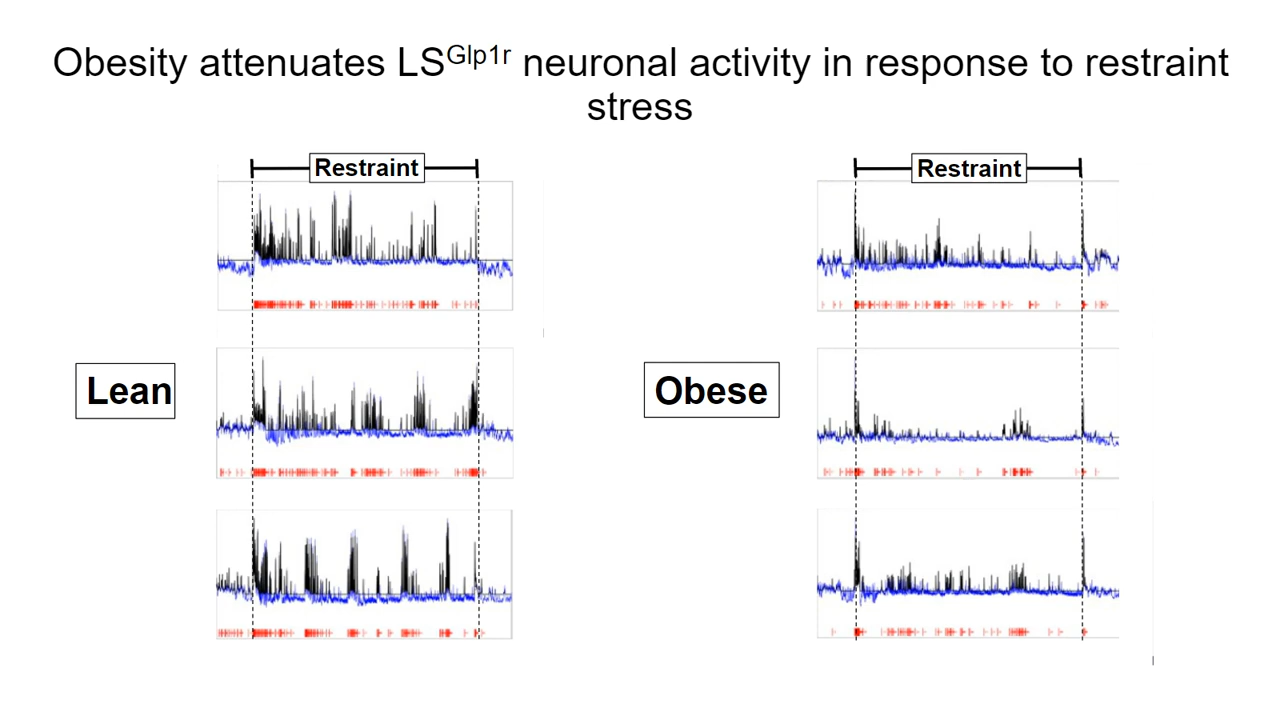 Obesity attenuates LSGlp1r neuronal activity in response to restraint
stress
Restraint
Restraint
Lean
Obese